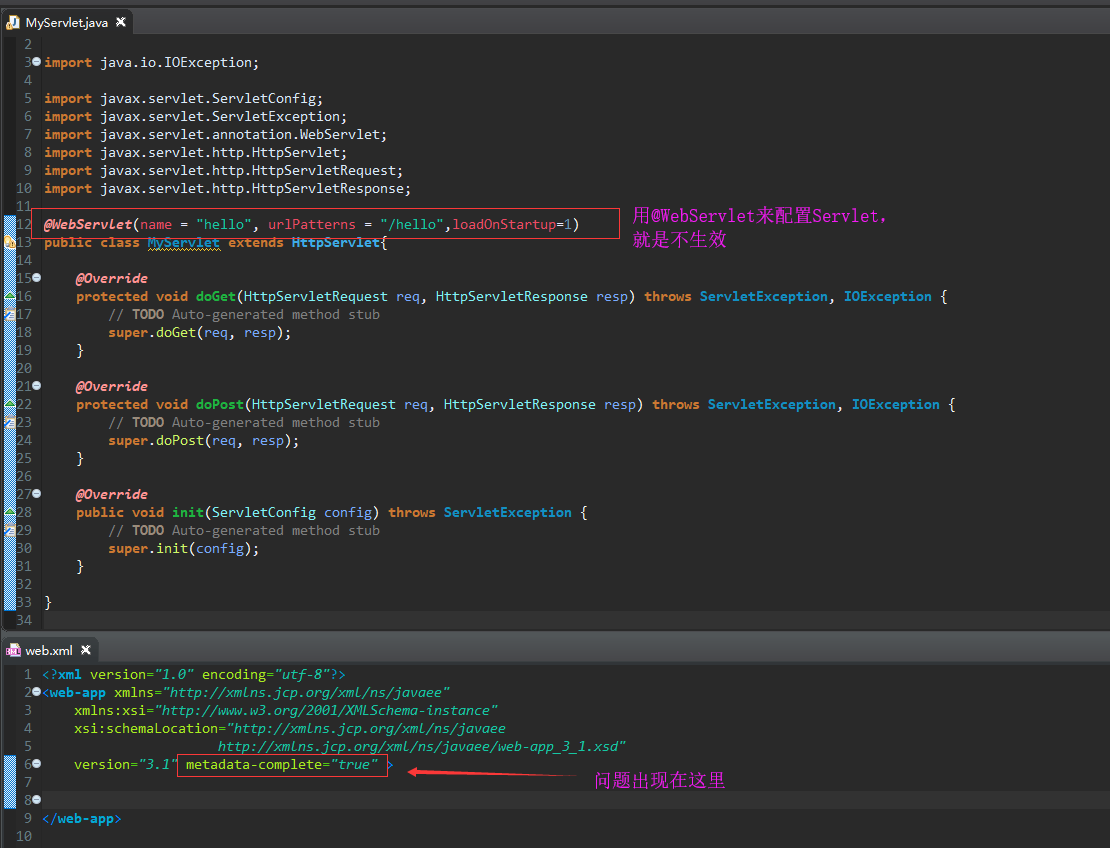 MyServlet.java
2
3 import java.io.IOException;
4
5 import javax.servlet.ServletConfig;
6 import javax.servlet.ServletException;
7 import javax.servlet.annotation.WebServlet;
8 import javax.servlet.http.HttpServlet;
9 import javax.servlet.http.HttpServletRequest;
10 import javax.servlet.http.HttpServletResponse;
11
12 @WebServlet(name = "hello", urlPatterns = "/hello",loadOnStartup=1)
用@WebServlet来配置Servlet,
就是不生效
13 public class MyServlet extends HttpServlet{
14
15 @Override
16 protected void doGet(HttpServletRequest req, HttpServletResponse resp) throws ServletException, IOException {
17 // TODO Auto-generated method stub
18 super.doGet(req, resp);
19 }
20
21 @Override
22 protected void doPost(HttpServletRequest req, HttpServletResponse resp) throws ServletException, IOException {
23 // TODO Auto-generated method stub
24 super.doPost(req, resp);
25 }
26
27 @Override
28 public void init(ServletConfig config) throws ServletException {
29 // TODO Auto-generated method stub
30 super.init(config);
31 }
32
33 }
34
web.xml
1 <?xml version="1.0" encoding="utf-8"?>
2 <web-app xmlns="http://xmlns.jcp.org/xml/ns/javaee"
3 xmlns:xsi="http://www.w3.org/2001/XMLSchema-instance"
4 xsi:schemaLocation="http://xmlns.jcp.org/xml/ns/javaee
5 http://xmlns.jcp.org/xml/ns/javaee/web-app_3_1.xsd"
6 version="3.1" metadata-complete="true" >
问题出现在这里
7
8
9 </web-app>
10